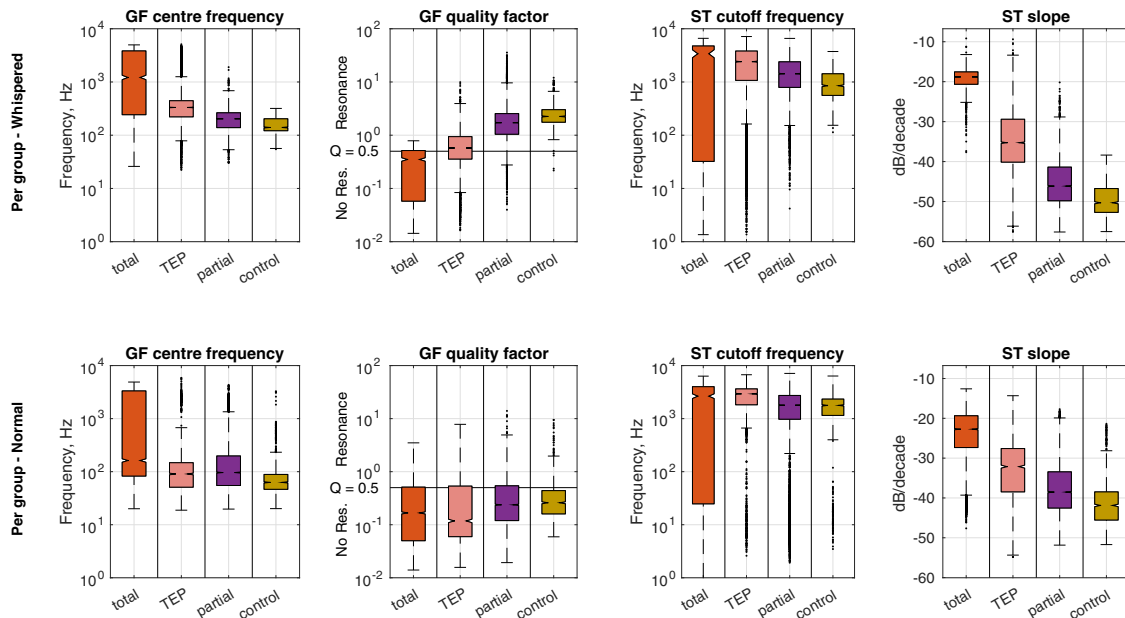 Per group - Whispered
GF centre frequency
Frequency, Hz
10^4
10^3
10^2
10^1
10^0
total
TEP
partial
control
GF quality factor
No Res.
Q = 0.5
Resonance
10^2
10^0
10^-1
10^-2
total
TEP
partial
control
ST cutoff frequency
Frequency, Hz
10^4
10^3
10^2
10^1
10^0
total
TEP
partial
control
ST slope
dB/decade
-20
-30
-40
-50
-60
total
TEP
partial
control
Per group - Normal
GF centre frequency
Frequency, Hz
10^4
10^3
10^2
10^1
10^0
total
TEP
partial
control
GF quality factor
No Res.
Q = 0.5
Resonance
10^2
10^0
10^-1
10^-2
total
TEP
partial
control
ST cutoff frequency
Frequency, Hz
10^4
10^3
10^2
10^1
10^0
total
TEP
partial
control
ST slope
dB/decade
-20
-30
-40
-50
-60
total
TEP
partial
control